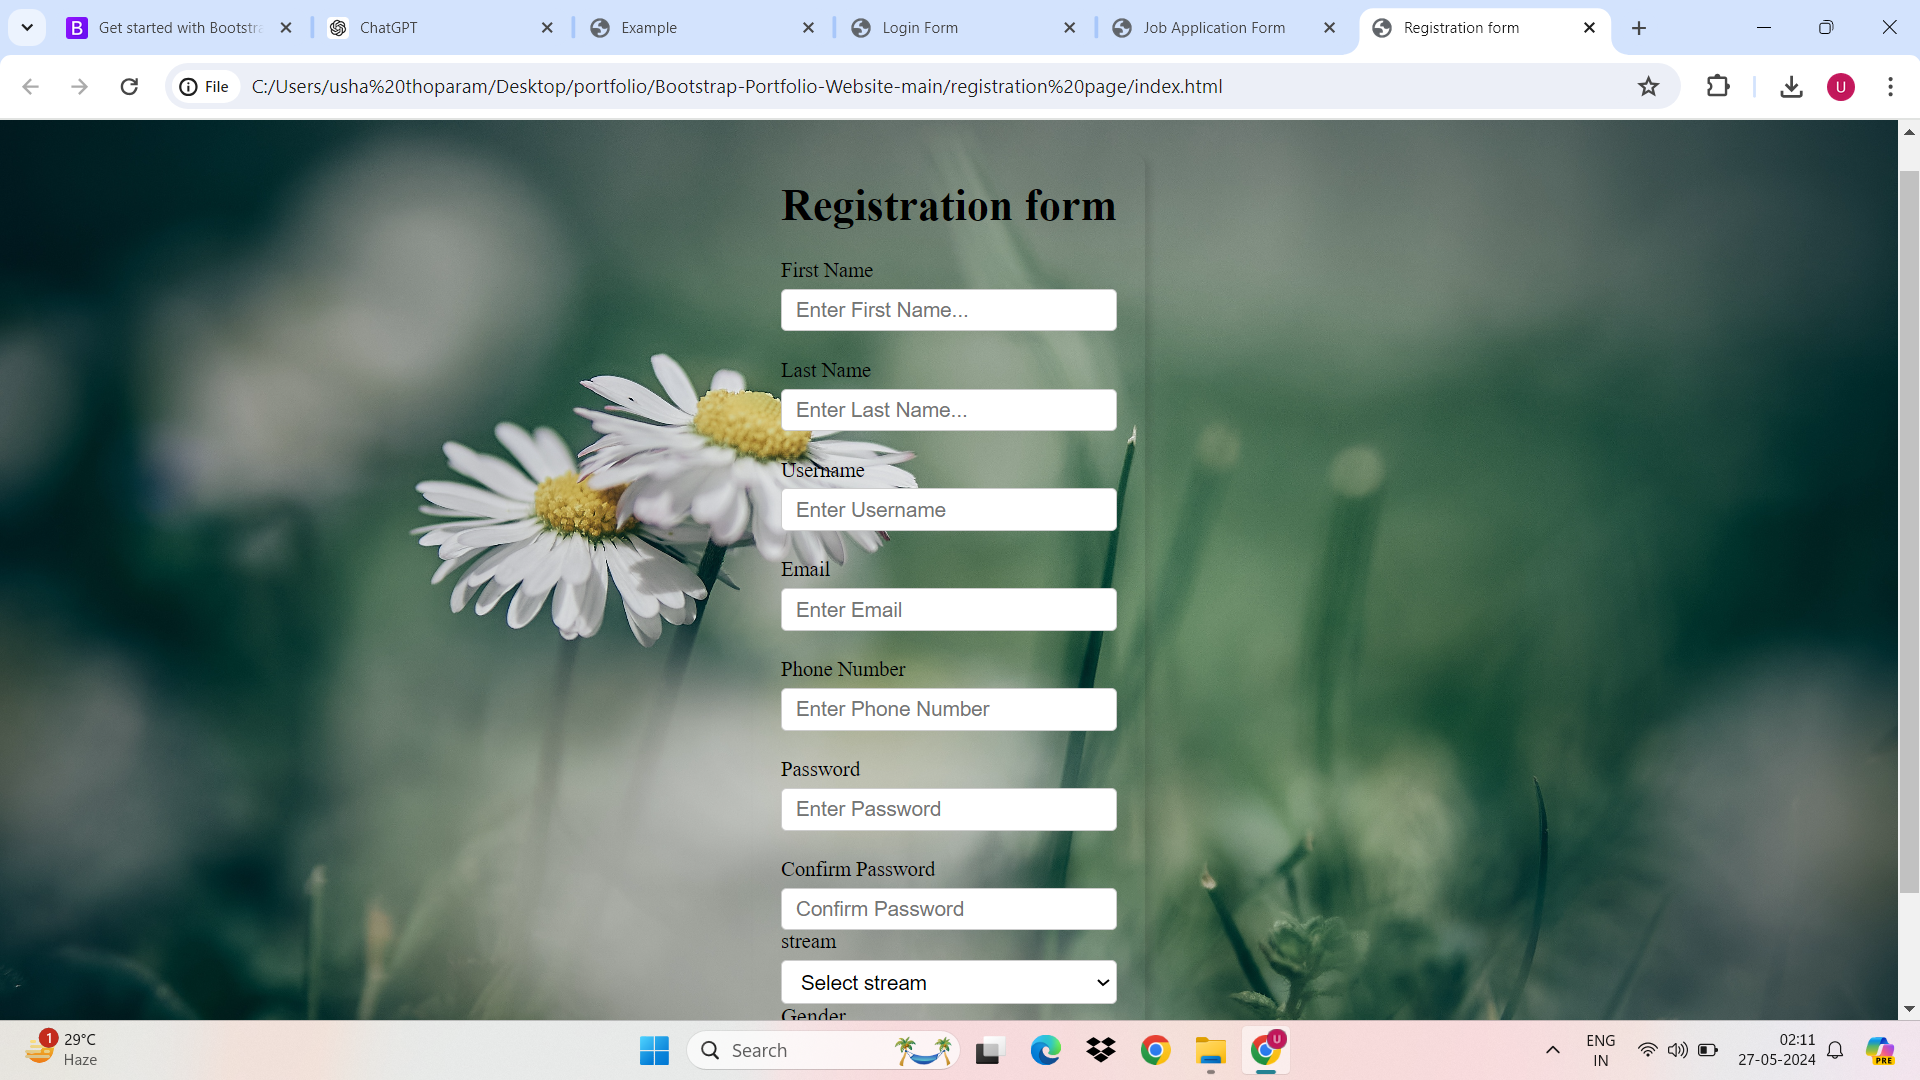 Get started with Bootstra
ChatGPT
Example
Login Form
Job Application Form
Registration form
File
C:/Users/usha%20thoparam/Desktop/portfolio/Bootstrap-Portfolio-Website-main/registration%20page/index.html
U
Registration form
First Name
Enter First Name...
Last Name
Enter Last Name...
Username
Enter Username
Email
Enter Email
Phone Number
Enter Phone Number
Password
Enter Password
Confirm Password
Confirm Password
stream
Select stream
Gender
1
29°C
Haze
Search
U
ENG
IN
02:11
27-05-2024
PRE